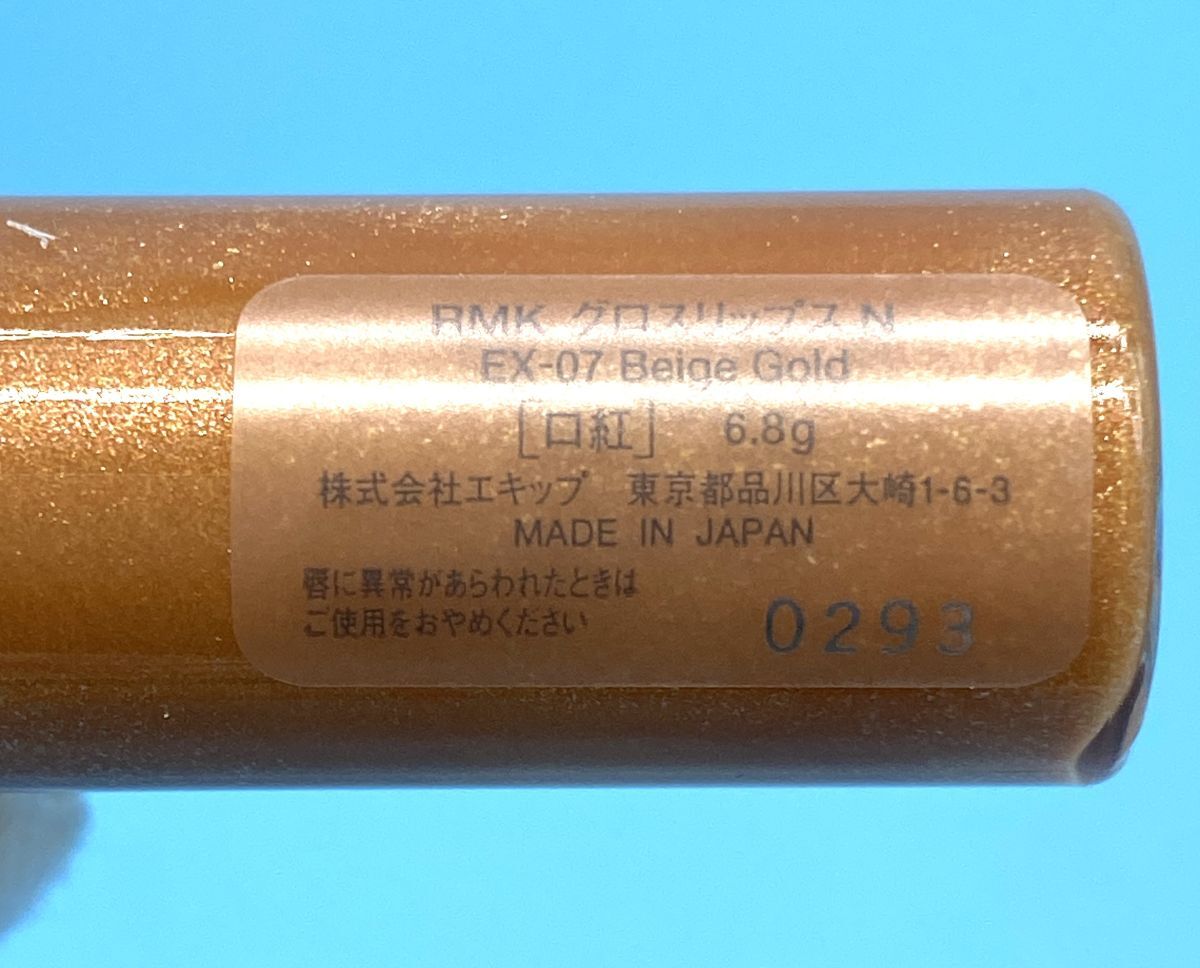 RMK グロスリップス N
EX-07 Beige Gold
[口紅] 6.8g
株式会社エキップ 東京都品川区大崎1-6-3
MADE IN JAPAN
唇に異常があらわれたときは
ご使用をおやめください
0293